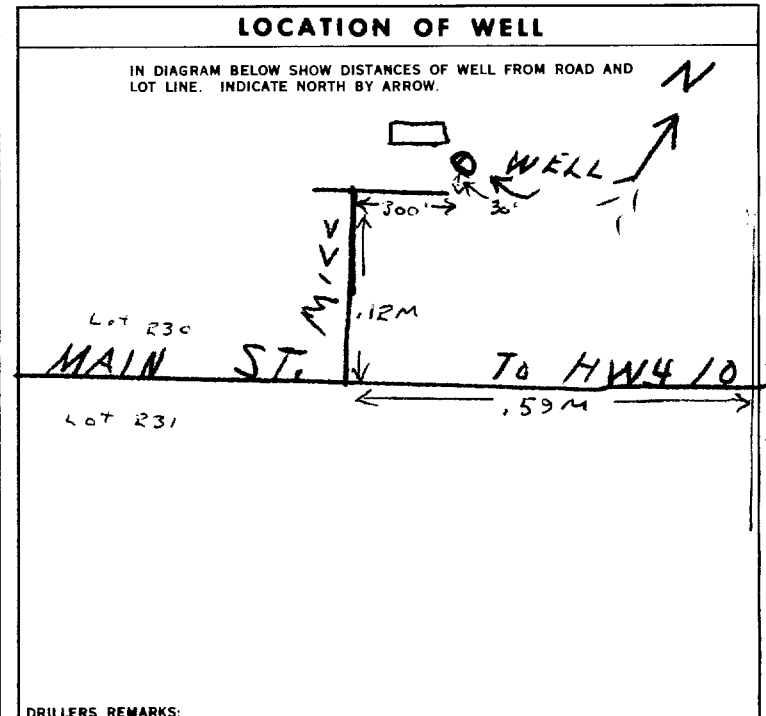 LOCATION OF WELL
IN DIAGRAM BELOW SHOW DISTANCES OF WELL FROM ROAD AND
LOT LINE. INDICATE NORTH BY ARROW.
N
WELL
300'
30'
.12M
Lot 230
MAIN ST.
TO HWY 10
.59M
Lot 231
DRILLERS REMARKS: